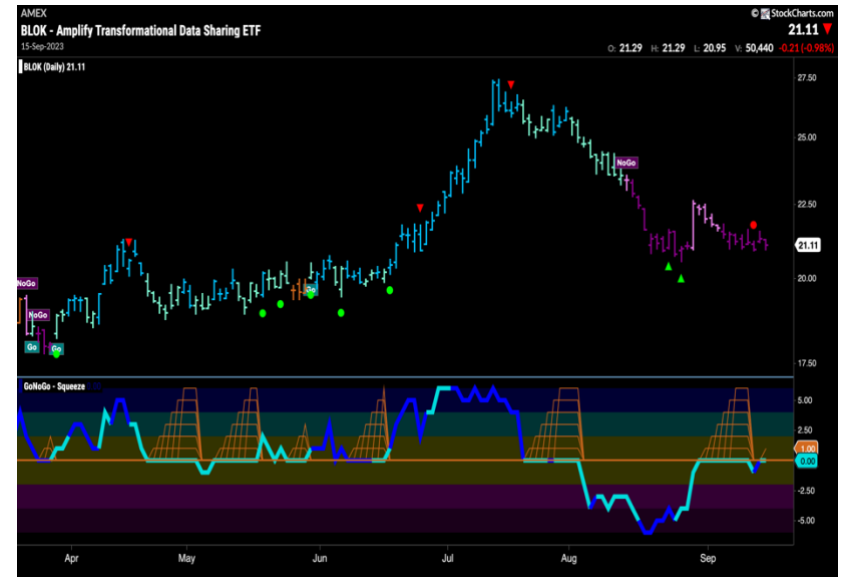 AMEX
© StockCharts.com
BLOK - Amplify Transformational Data Sharing ETF
21.11
15-Sep-2023
O: 21.29 H: 21.29 L: 20.95 V: 50,440 -0.21 (-0.98%)
BLOK (Daily) 21.11
27.50
25.00
NoGo
22.50
21.11
20.00
NoGo
NoGo
Go
Go
Go
17.50
GoNoGo - Squeeze
5.00
2.50
1.00
0.00
-2.50
-5.00
Apr May Jun Jul Aug Sep